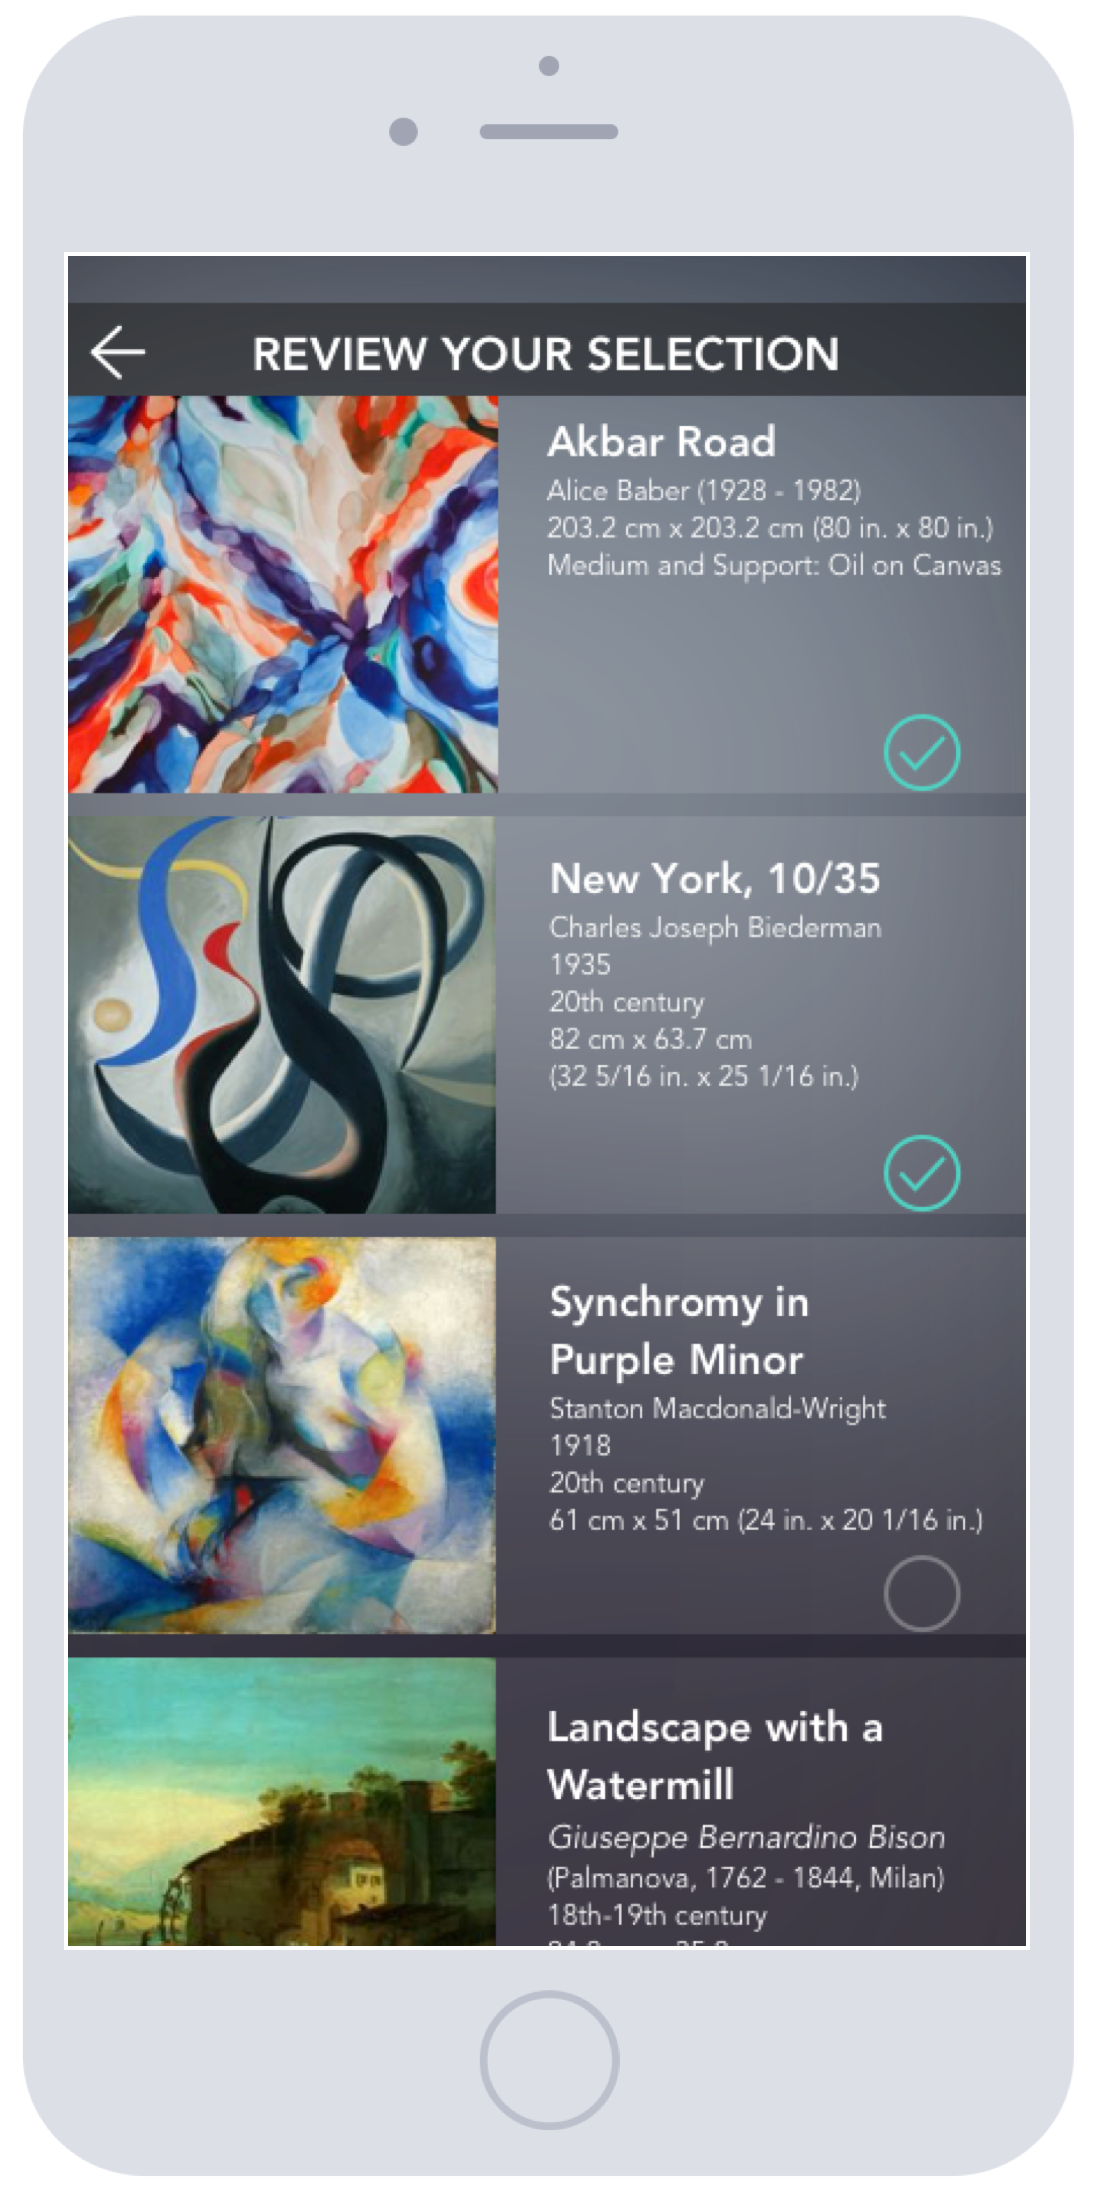 REVIEW YOUR SELECTION
Akbar Road
Alice Baber (1928 - 1982)
203.2 cm x 203.2 cm (80 in. x 80 in.)
Medium and Support: Oil on Canvas
New York, 10/35
Charles Joseph Biederman
1935
20th century
82 cm x 63.7 cm
(32 5/16 in. x 25 1/16 in.)
Synchromy in
Purple Minor
Stanton Macdonald-Wright
1918
20th century
61 cm x 51 cm (24 in. x 20 1/16 in.)
Landscape with a
Watermill
Giuseppe Bernardino Bison
(Palmanova, 1762 - 1844, Milan)
18th-19th century